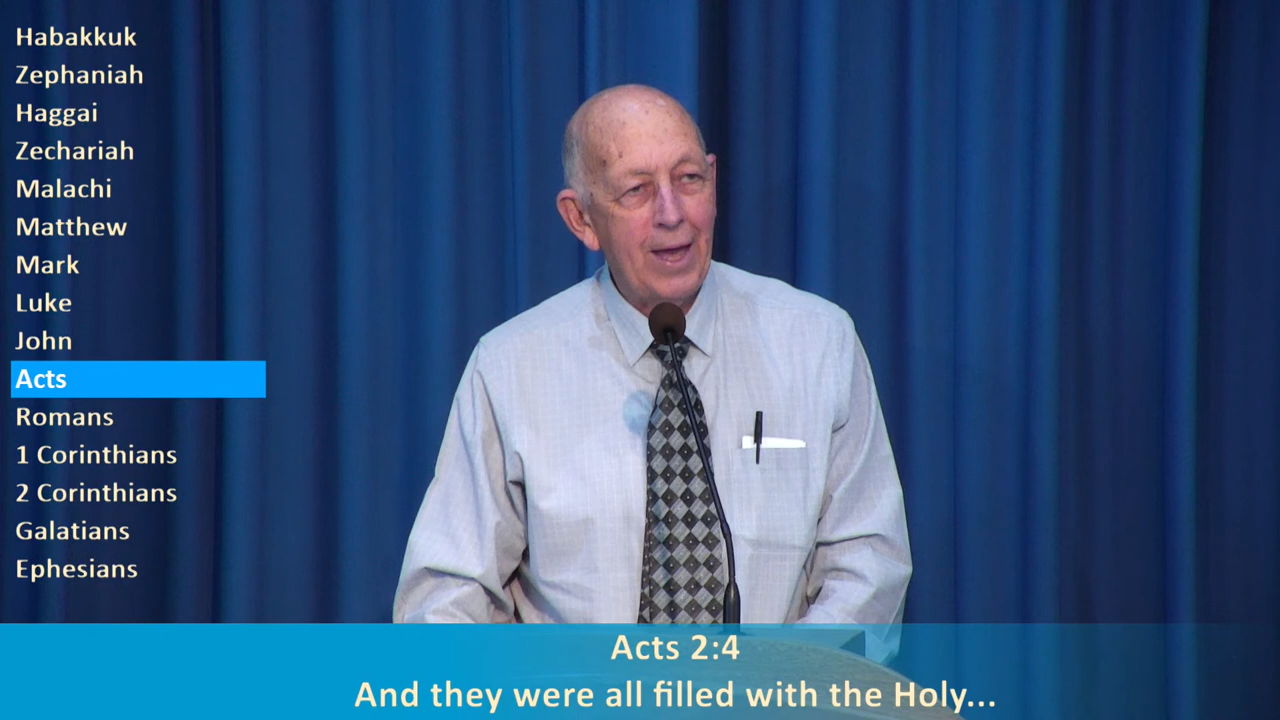 Habakkuk
Zephaniah
Haggai
Zechariah
Malachi
Matthew
Mark
Luke
John
Acts
Romans
1 Corinthians
2 Corinthians
Galatians
Ephesians
Acts 2:4
And they were all filled with the Holy...